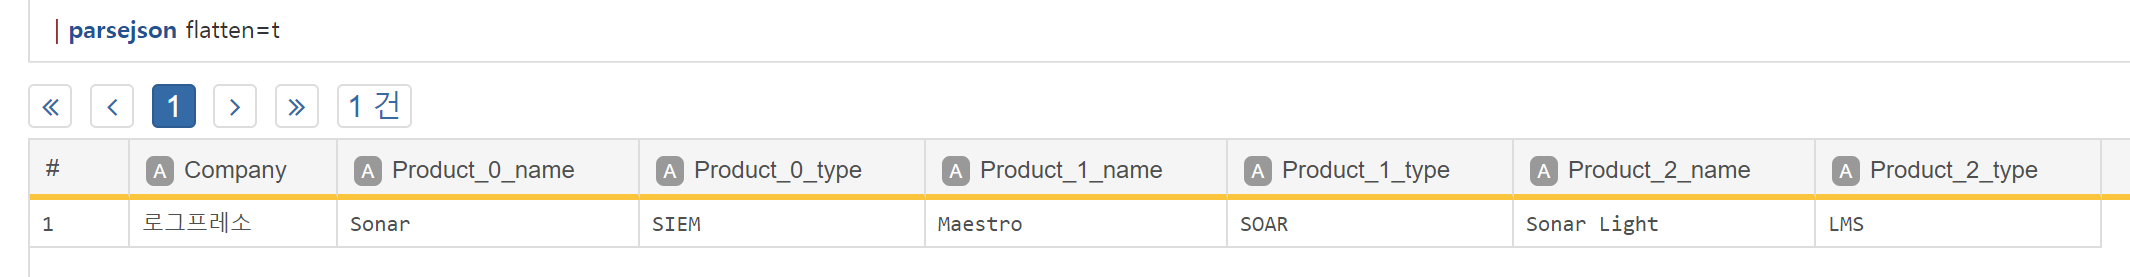 | parsejson flatten=t
« < 1 > » 1 건
# A Company A Product_0_name A Product_0_type A Product_1_name A Product_1_type A Product_2_name A Product_2_type
1 로그프레소 Sonar SIEM Maestro SOAR Sonar Light LMS